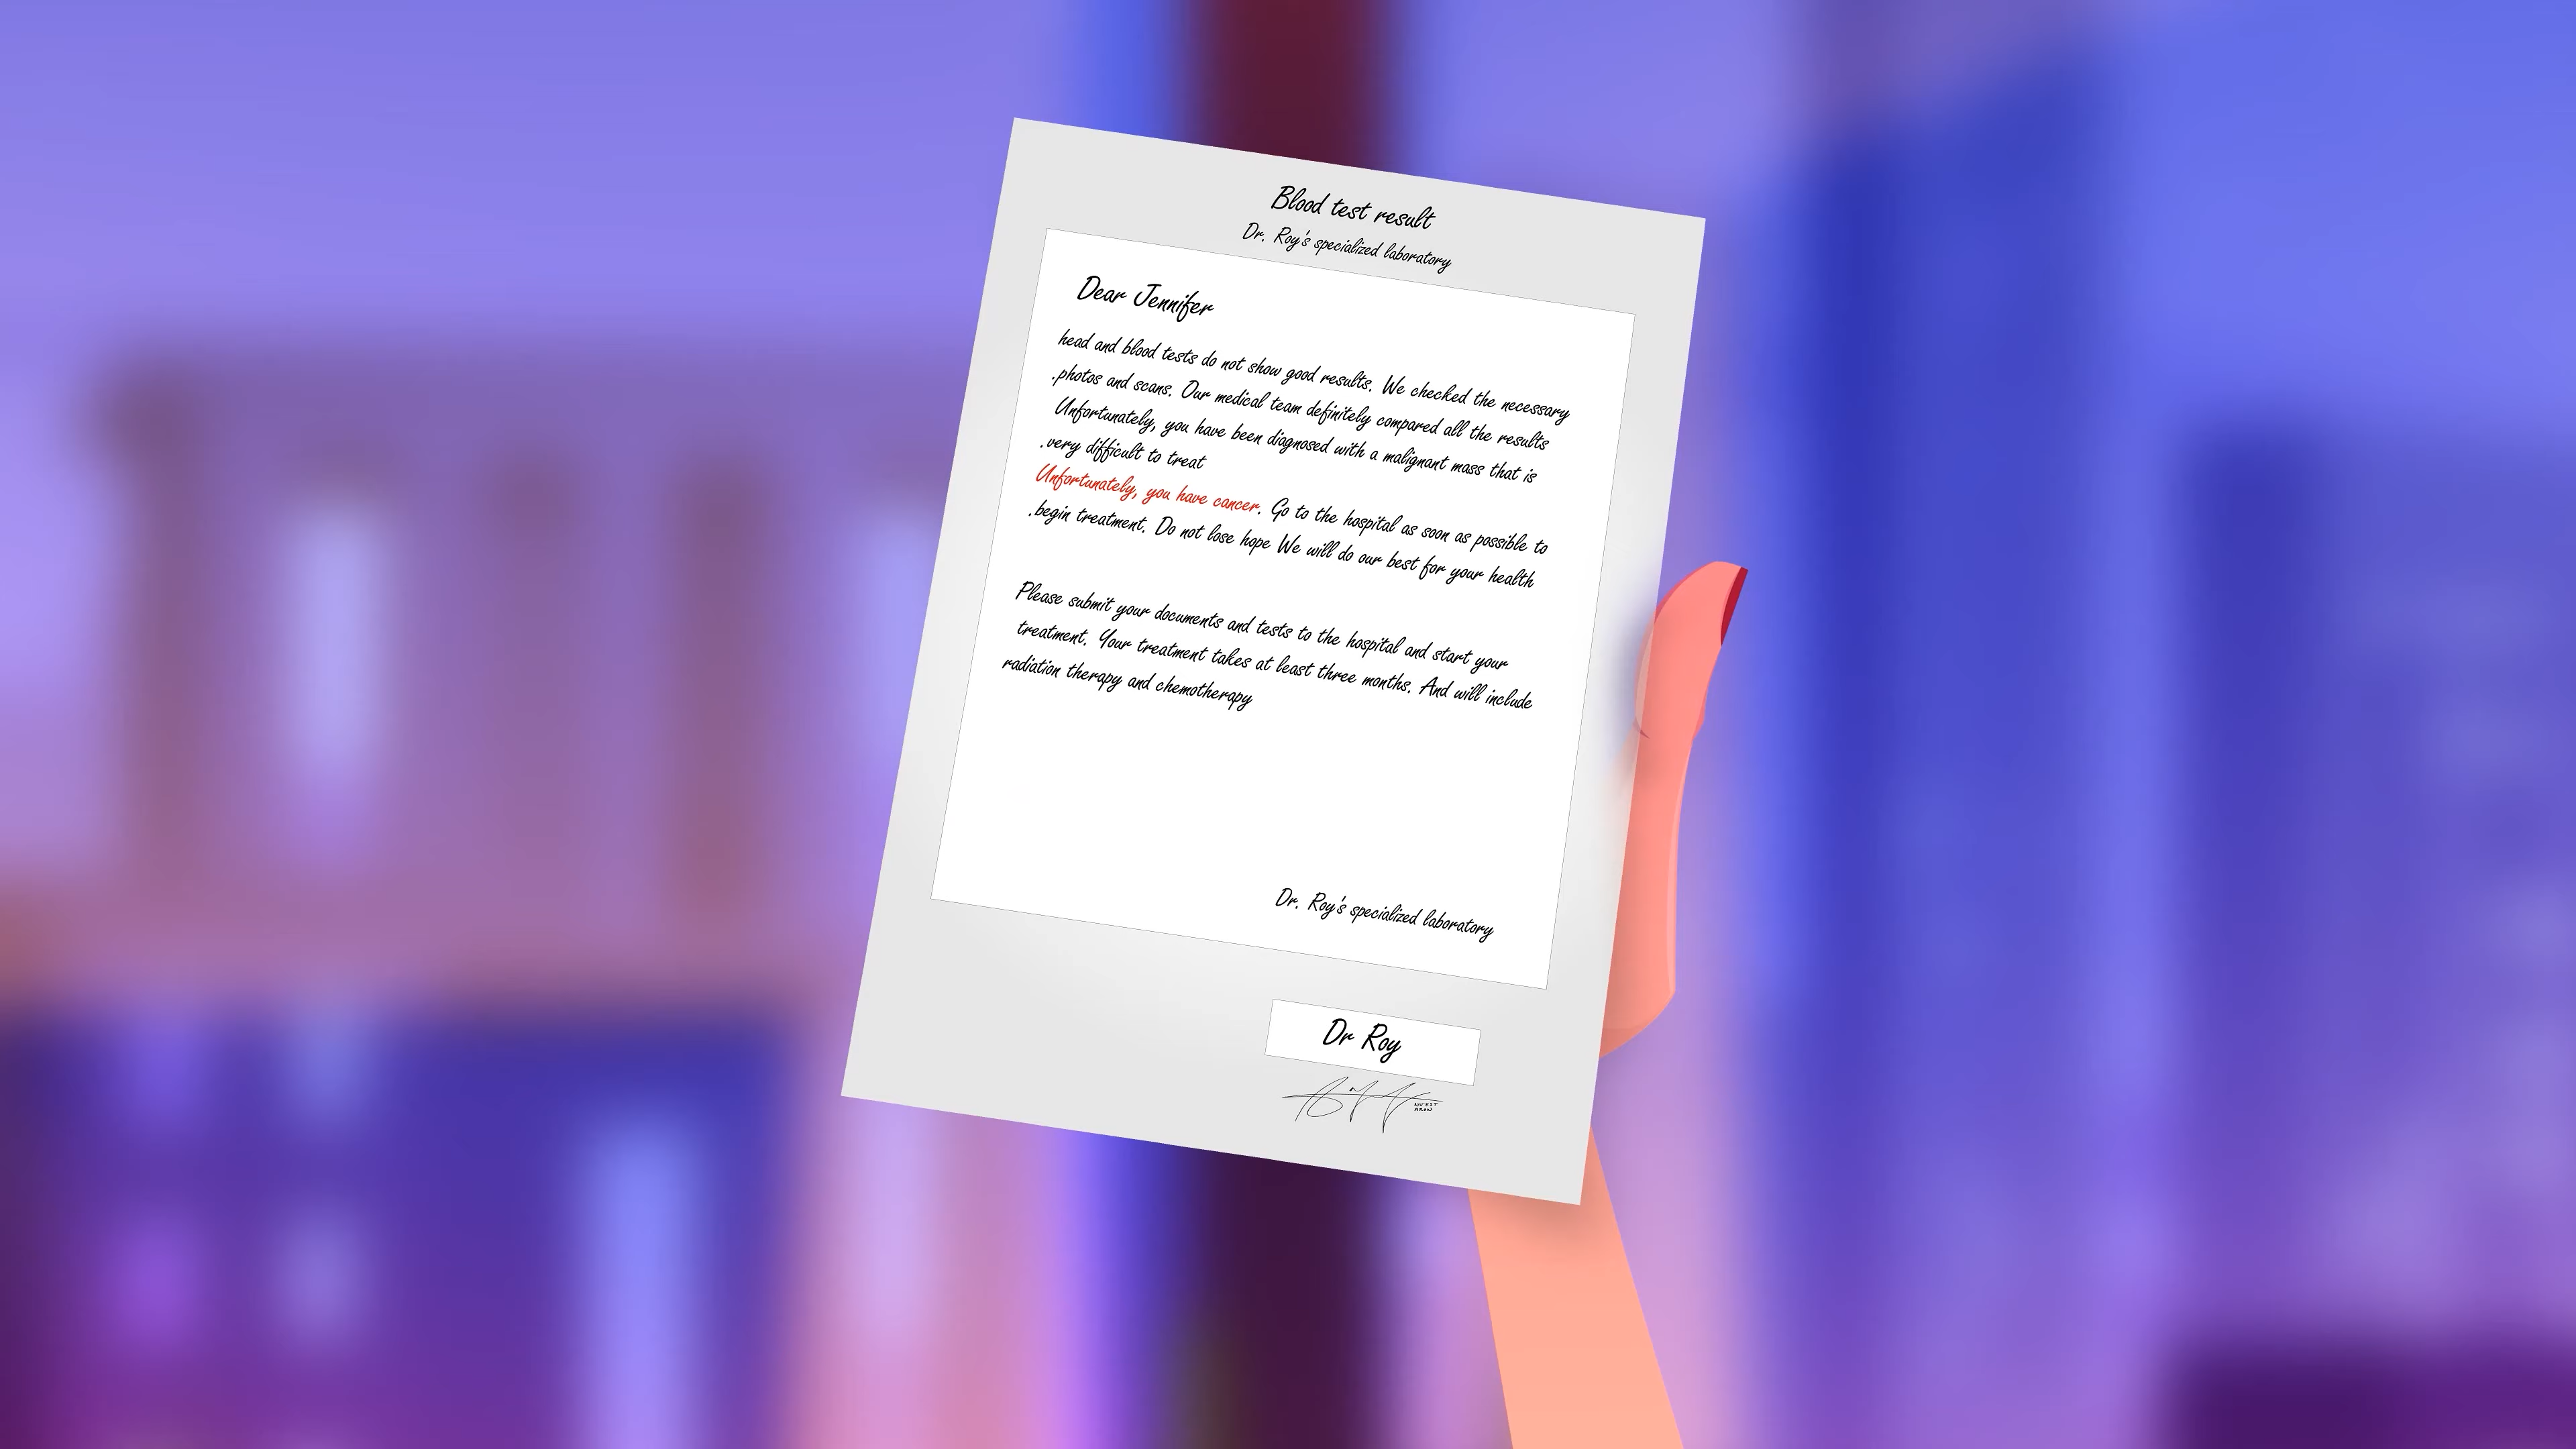 Blood test result
Dr. Roy's specialized laboratory
Dear Jennifer
head and blood tests do not show good results. We checked the necessary
.photos and scans. Our medical team definitely compared all the results
Unfortunately, you have been diagnosed with a malignant mass that is
.very difficult to treat
Unfortunately, you have cancer. Go to the hospital as soon as possible to
.begin treatment. Do not lose hope We will do our best for your health
Please submit your documents and tests to the hospital and start your
treatment. Your treatment takes at least three months. And will include
radiation therapy and chemotherapy
Dr. Roy's specialized laboratory
Dr Roy